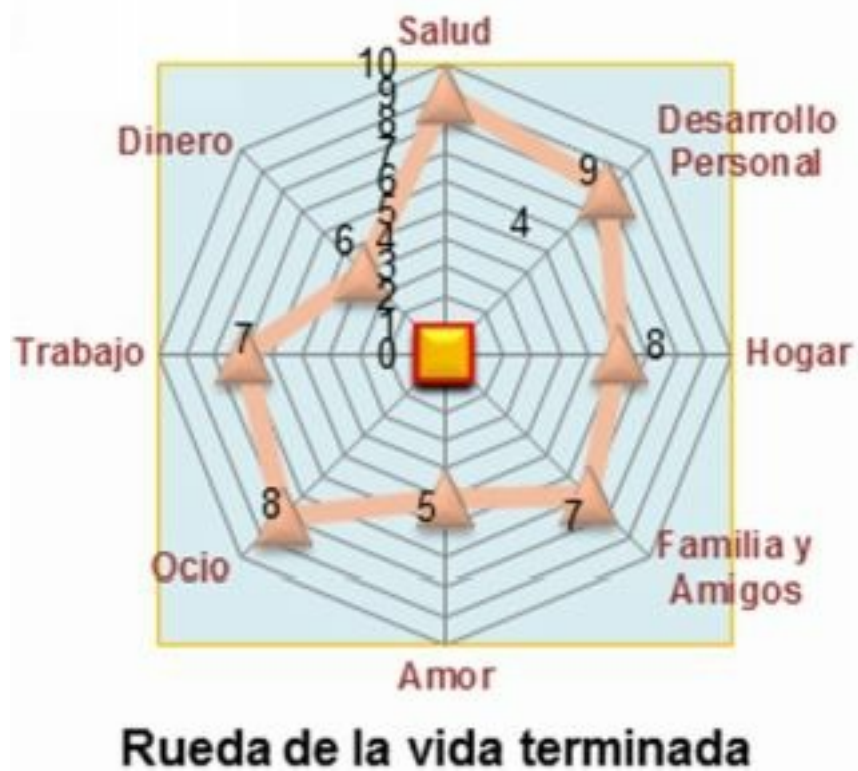 Salud
10
9
8
7
6
5
4
3
2
1
0
Dinero
Desarrollo
Personal
9
4
6
Trabajo
7
8
Hogar
8
5
7
Ocio
Familia y
Amigos
Amor
Rueda de la vida terminada